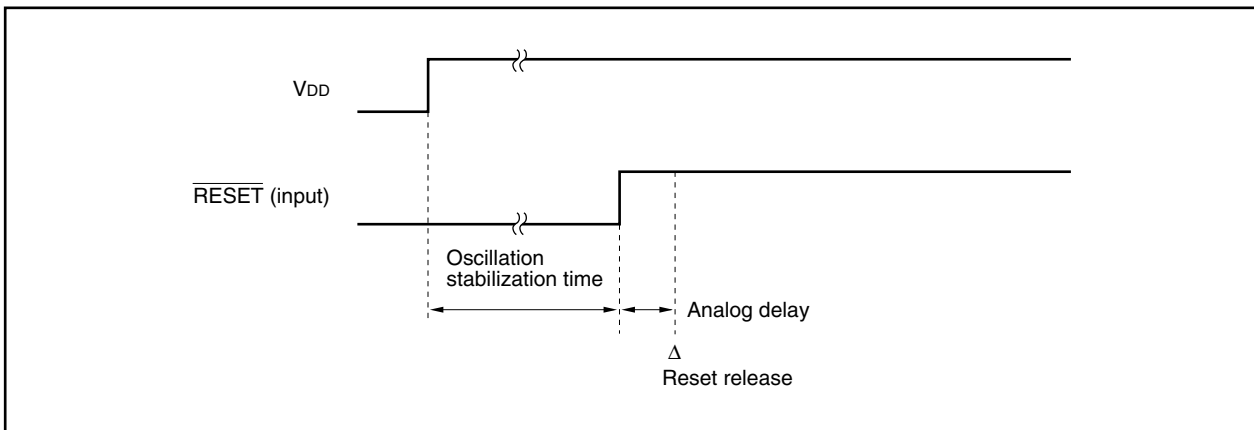 VDD
RESET (input)
Oscillation
stabilization time
Analog delay
Δ
Reset release